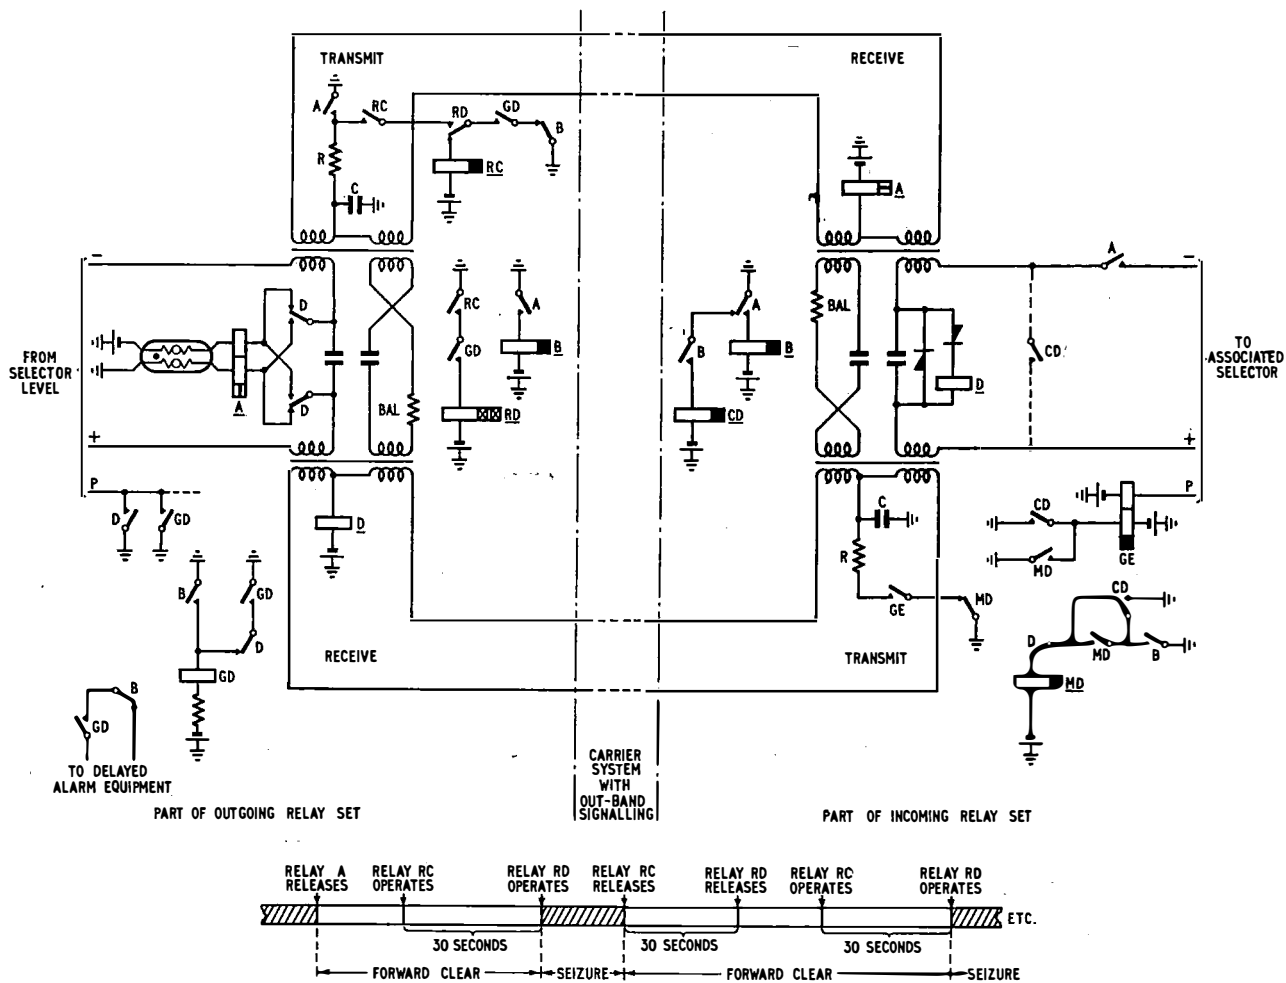 TRANSMIT
RECEIVE
A
RC
RD
GD
B
R
RC
C
A
A
−
−
RC
A
A
D
GD
B
BAL
B
B
CD
FROM
SELECTOR
LEVEL
TO
ASSOCIATED
SELECTOR
A
D
BAL
RD
CD
D
+
+
P
P
D
GD
D
C
CD
GE
MD
R
B
GD
GE
MD
CD
D
RECEIVE
TRANSMIT
D
MD
B
GD
MD
B
GD
TO DELAYED
ALARM EQUIPMENT
CARRIER
SYSTEM
WITH
OUT-BAND
SIGNALLING
PART OF OUTGOING RELAY SET
PART OF INCOMING RELAY SET
RELAY A
RELEASES
RELAY RC
OPERATES
RELAY RD
OPERATES
RELAY RC
RELEASES
RELAY RD
RELEASES
RELAY RC
OPERATES
RELAY RD
OPERATES
ETC.
30 SECONDS
30 SECONDS
30 SECONDS
FORWARD CLEAR
SEIZURE
FORWARD CLEAR
SEIZURE